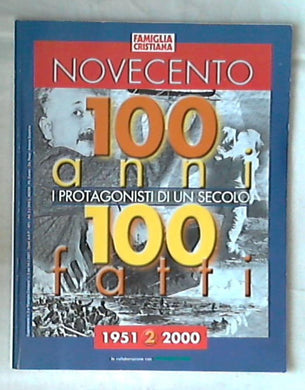 FAMIGLIA
CRISTIANA
NOVECENTO
100
anni
I PROTAGONISTI DI UN SECOLO
100
fatti
1951 2 2000
in collaborazione con